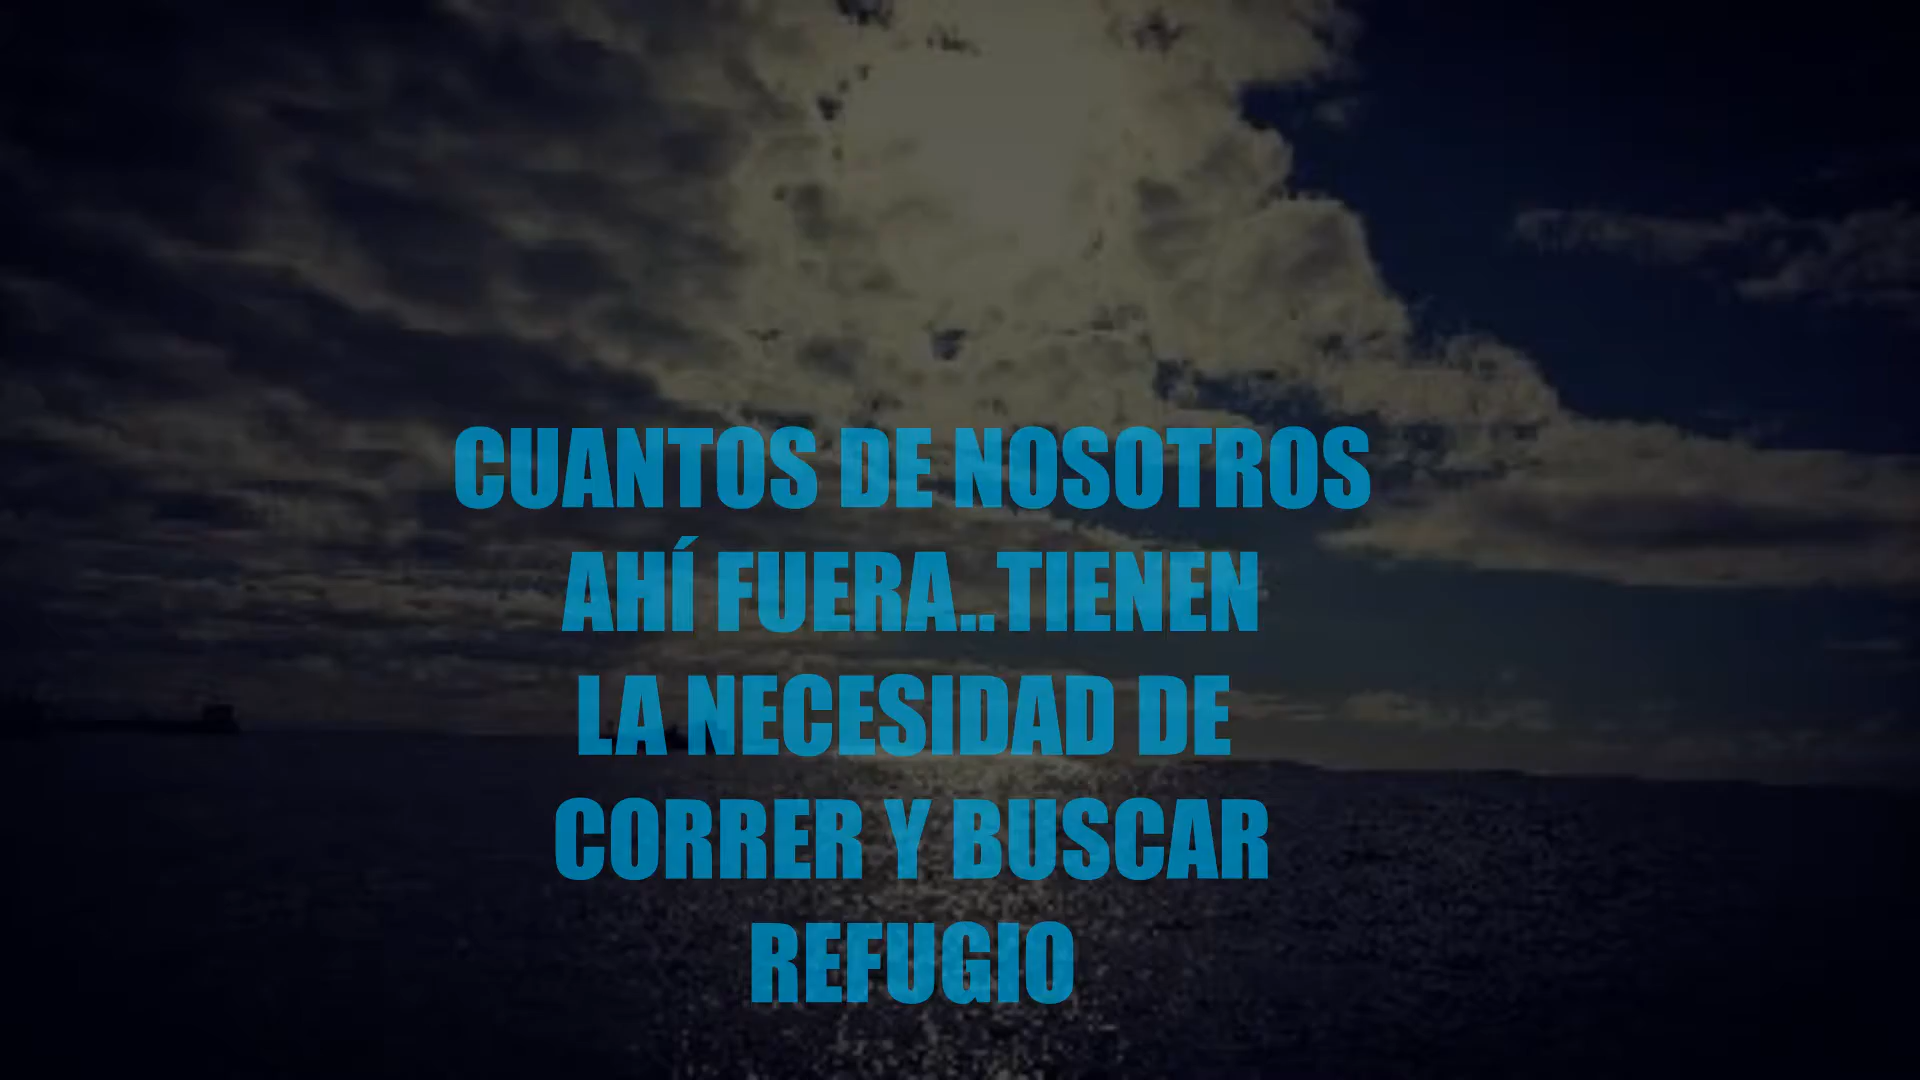 CUANTOS DE NOSOTROS
AHÍ FUERA..TIENEN
LA NECESIDAD DE
CORRER Y BUSCAR
REFUGIO